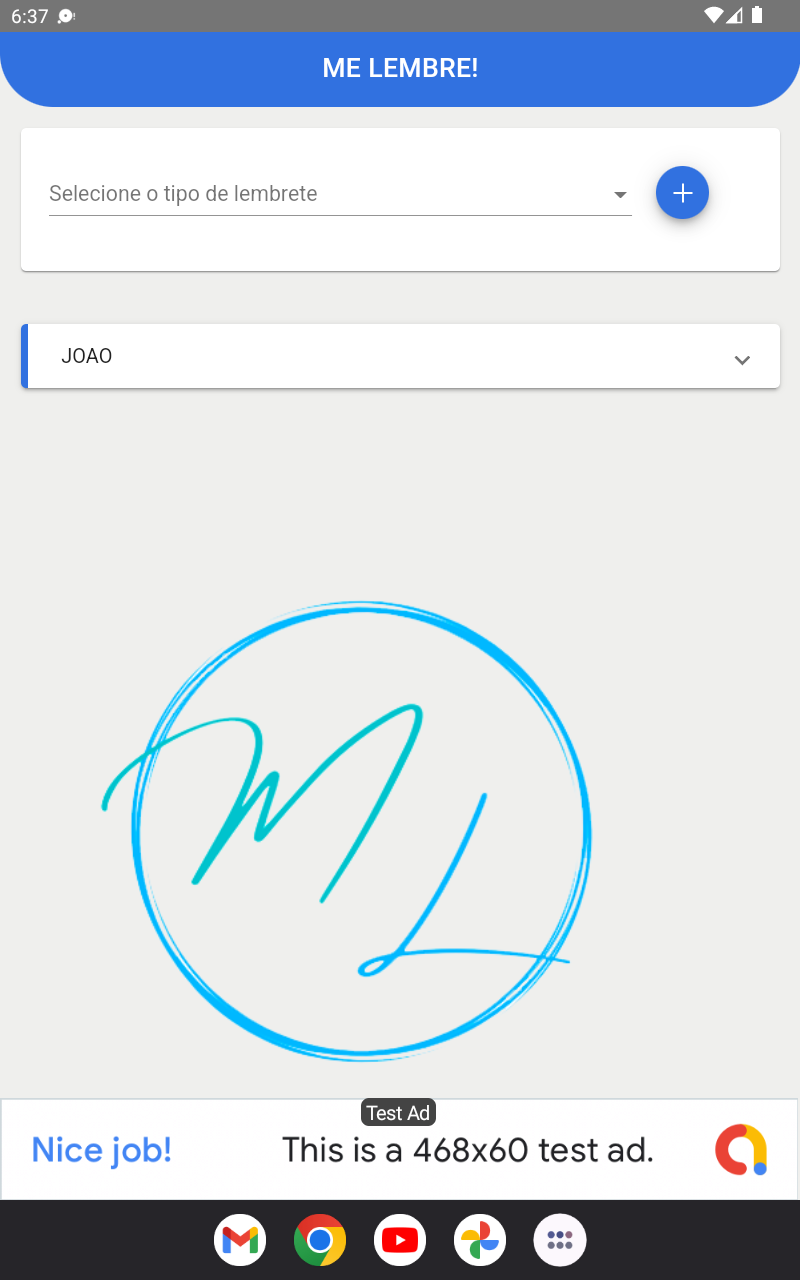 6:37
ME LEMBRE!
Selecione o tipo de lembrete
JOAO
ML
Test Ad
Nice job! This is a 468x60 test ad.